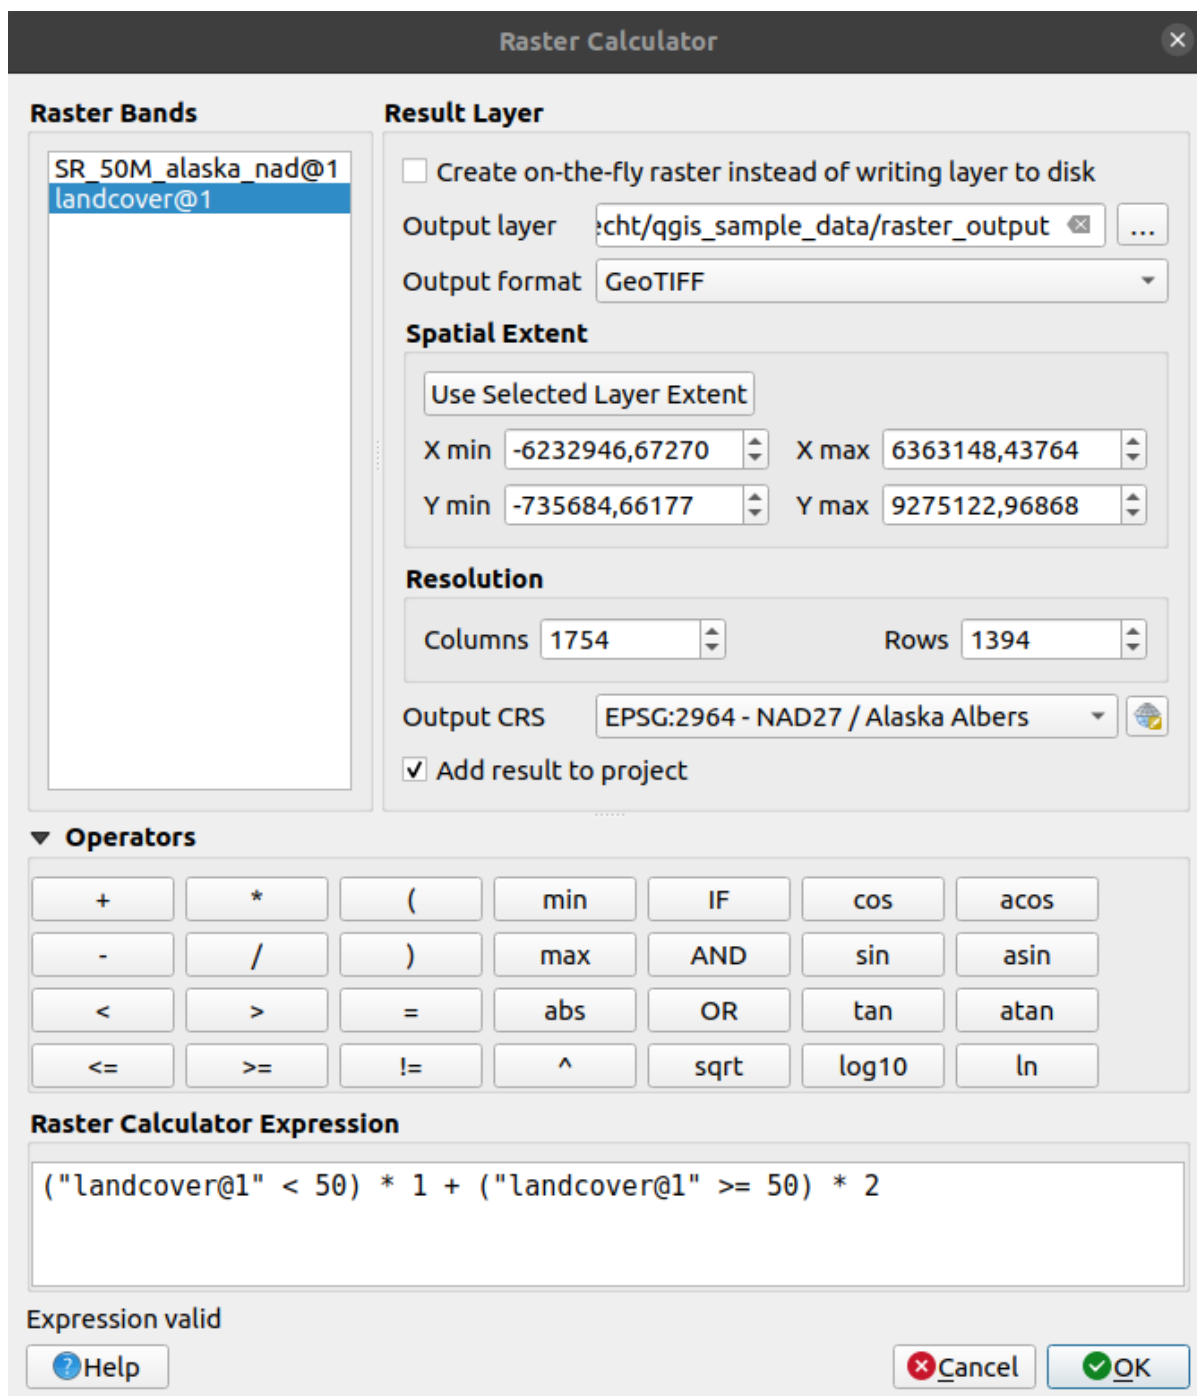 Raster Calculator
Raster Bands
SR_50M_alaska_nad@1
landcover@1
Result Layer
Create on-the-fly raster instead of writing layer to disk
Output layer echt/qgis_sample_data/raster_output ...
Output format GeoTIFF
Spatial Extent
Use Selected Layer Extent
X min -6232946,67270 X max 6363148,43764
Y min -735684,66177 Y max 9275122,96868
Resolution
Columns 1754 Rows 1394
Output CRS EPSG:2964 - NAD27 / Alaska Albers
Add result to project
Operators
+ * ( min IF cos acos
- / ) max AND sin asin
< > = abs OR tan atan
<= >= != ^ sqrt log10 ln
Raster Calculator Expression
("landcover@1" < 50) * 1 + ("landcover@1" >= 50) * 2
Expression valid
Help Cancel OK